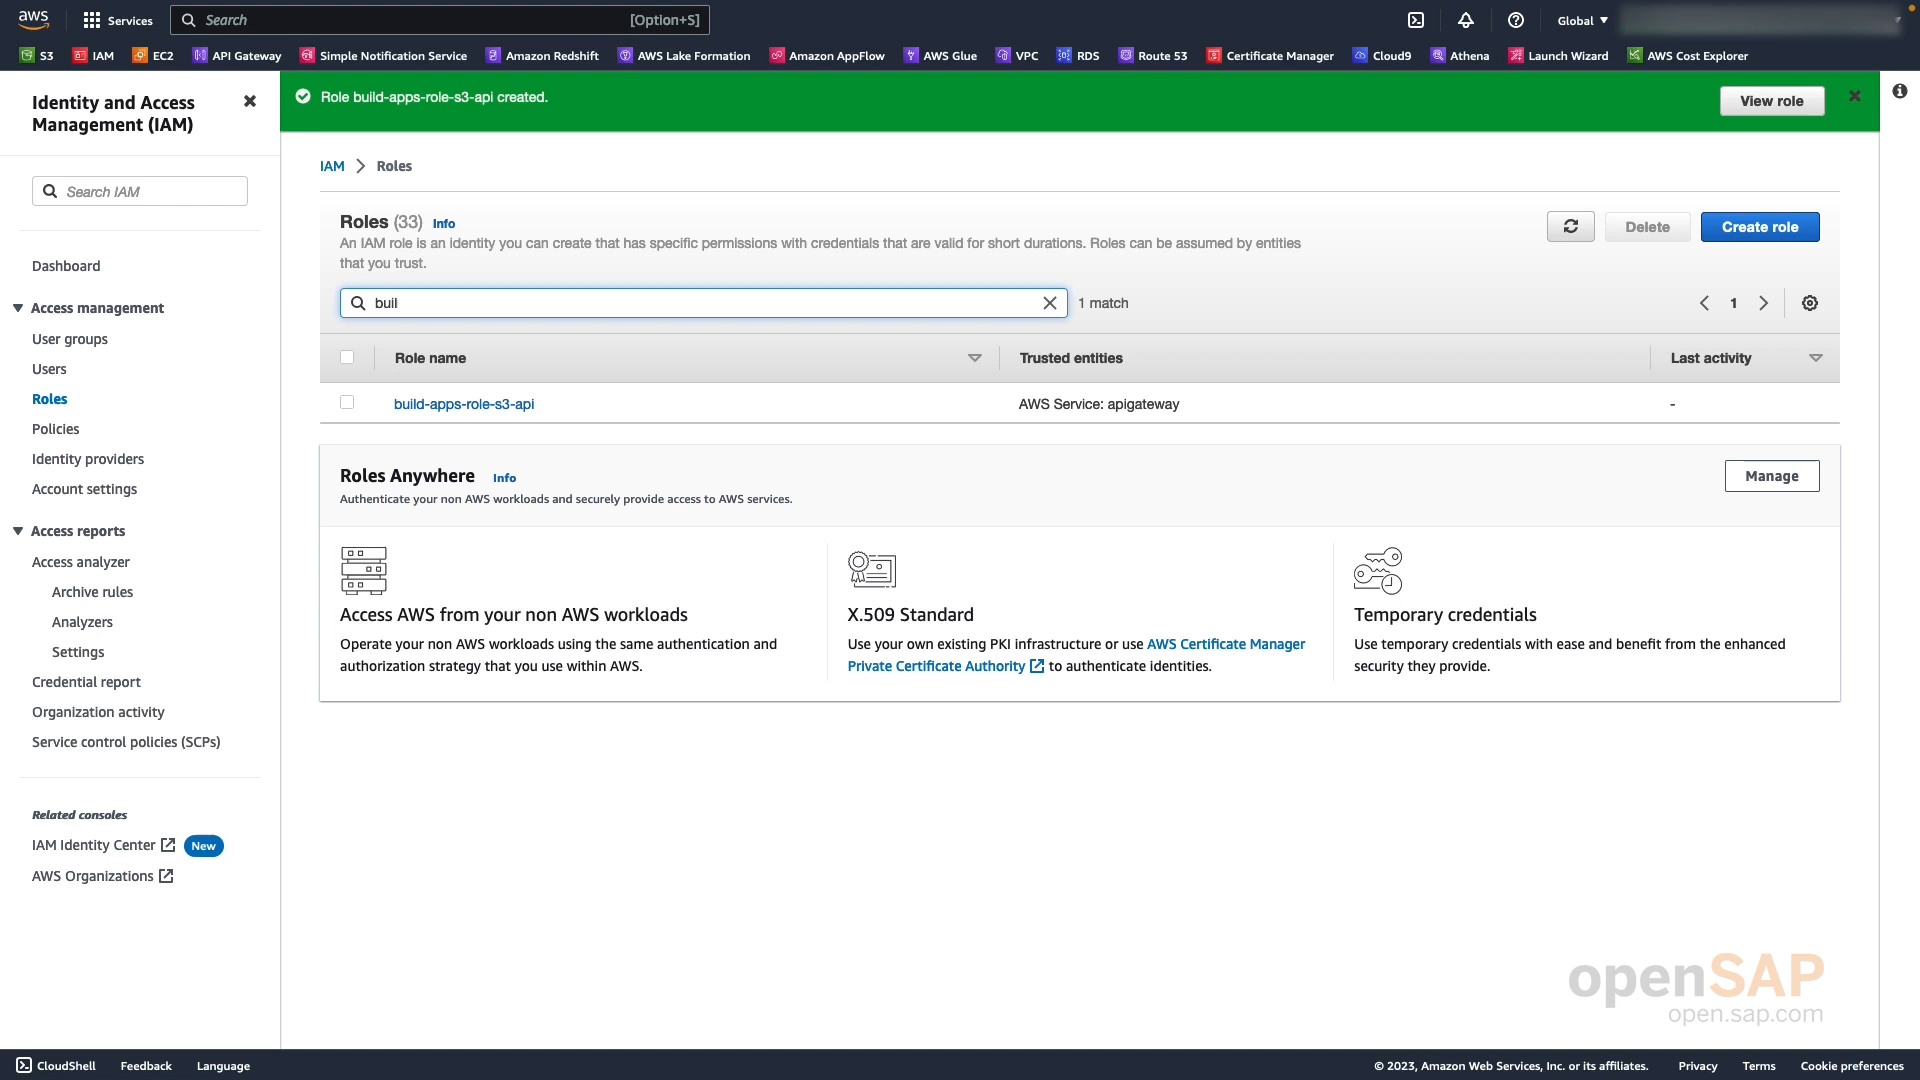 aws
Services
Search
[Option+S]
Global
S3
IAM
EC2
API Gateway
Simple Notification Service
Amazon Redshift
AWS Lake Formation
Amazon AppFlow
AWS Glue
VPC
RDS
Route 53
Certificate Manager
Cloud9
Athena
Launch Wizard
AWS Cost Explorer
Identity and Access
Management (IAM)
Search IAM
Dashboard
Access management
User groups
Users
Roles
Policies
Identity providers
Account settings
Access reports
Access analyzer
Archive rules
Analyzers
Settings
Credential report
Organization activity
Service control policies (SCPs)
Related consoles
IAM Identity Center New
AWS Organizations
Role build-apps-role-s3-api created.
View role
IAM > Roles
Roles (33) Info
An IAM role is an identity you can create that has specific permissions with credentials that are valid for short durations. Roles can be assumed by entities
that you trust.
Delete
Create role
buil
1 match
1
Role name
Trusted entities
Last activity
build-apps-role-s3-api
AWS Service: apigateway
-
Roles Anywhere Info
Authenticate your non AWS workloads and securely provide access to AWS services.
Manage
Access AWS from your non AWS workloads
Operate your non AWS workloads using the same authentication and
authorization strategy that you use within AWS.
X.509 Standard
Use your own existing PKI infrastructure or use AWS Certificate Manager
Private Certificate Authority to authenticate identities.
Temporary credentials
Use temporary credentials with ease and benefit from the enhanced
security they provide.
openSAP
open.sap.com
CloudShell
Feedback
Language
© 2023, Amazon Web Services, Inc. or its affiliates.
Privacy
Terms
Cookie preferences